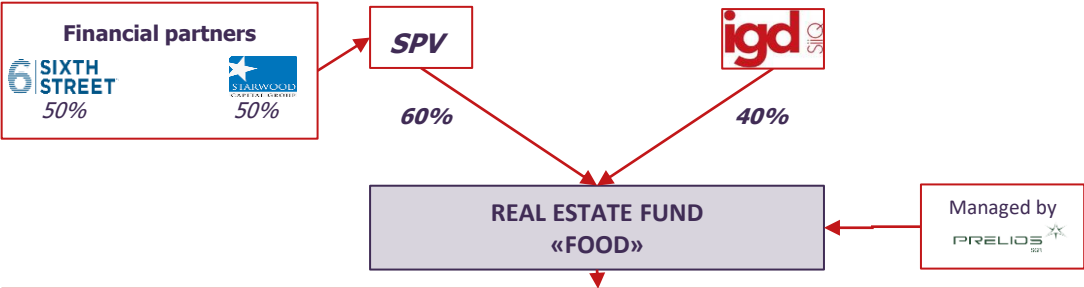 Financial partners
6 SIXTH STREET
50%
STARWOOD
CAPITAL GROUP
50%
SPV
60%
igd SIIQ
40%
REAL ESTATE FUND
«FOOD»
Managed by
PRELIOS
SGR